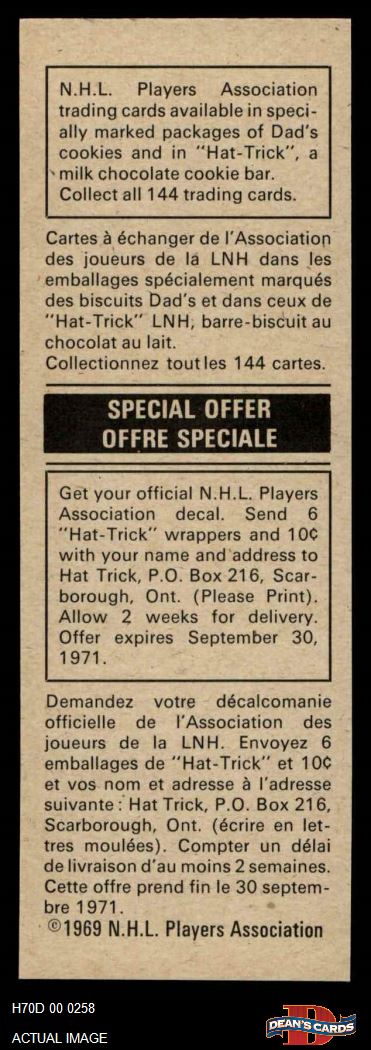 N.H.L. Players Association
trading cards available in speci-
ally marked packages of Dad's
cookies and in "Hat-Trick", a
milk chocolate cookie bar.
Collect all 144 trading cards.
Cartes à échanger de l'Association
des joueurs de la LNH dans les
emballages spécialement marqués
des biscuits Dad's et dans ceux de
"Hat-Trick" LNH, barre-biscuit au
chocolat au lait.
Collectionnez tout les 144 cartes.
SPECIAL OFFER
OFFRE SPECIALE
Get your official N.H.L. Players
Association decal. Send 6
"Hat-Trick" wrappers and 10¢
with your name and address to
Hat Trick, P.O. Box 216, Scar-
borough, Ont. (Please Print).
Allow 2 weeks for delivery.
Offer expires September 30,
1971.
Demandez votre décalcomanie
officielle de l'Association des
joueurs de la LNH. Envoyez 6
emballages de "Hat-Trick" et 10¢
et vos nom et adresse à l'adresse
suivante : Hat Trick, P.O. Box 216,
Scarborough, Ont. (écrire en let-
tres moulées). Compter un délai
de livraison d'au moins 2 semaines.
Cette offre prend fin le 30 septem-
bre 1971.
©1969 N.H.L. Players Association
H70D 00 0258
ACTUAL IMAGE
D
DEAN'S CARDS